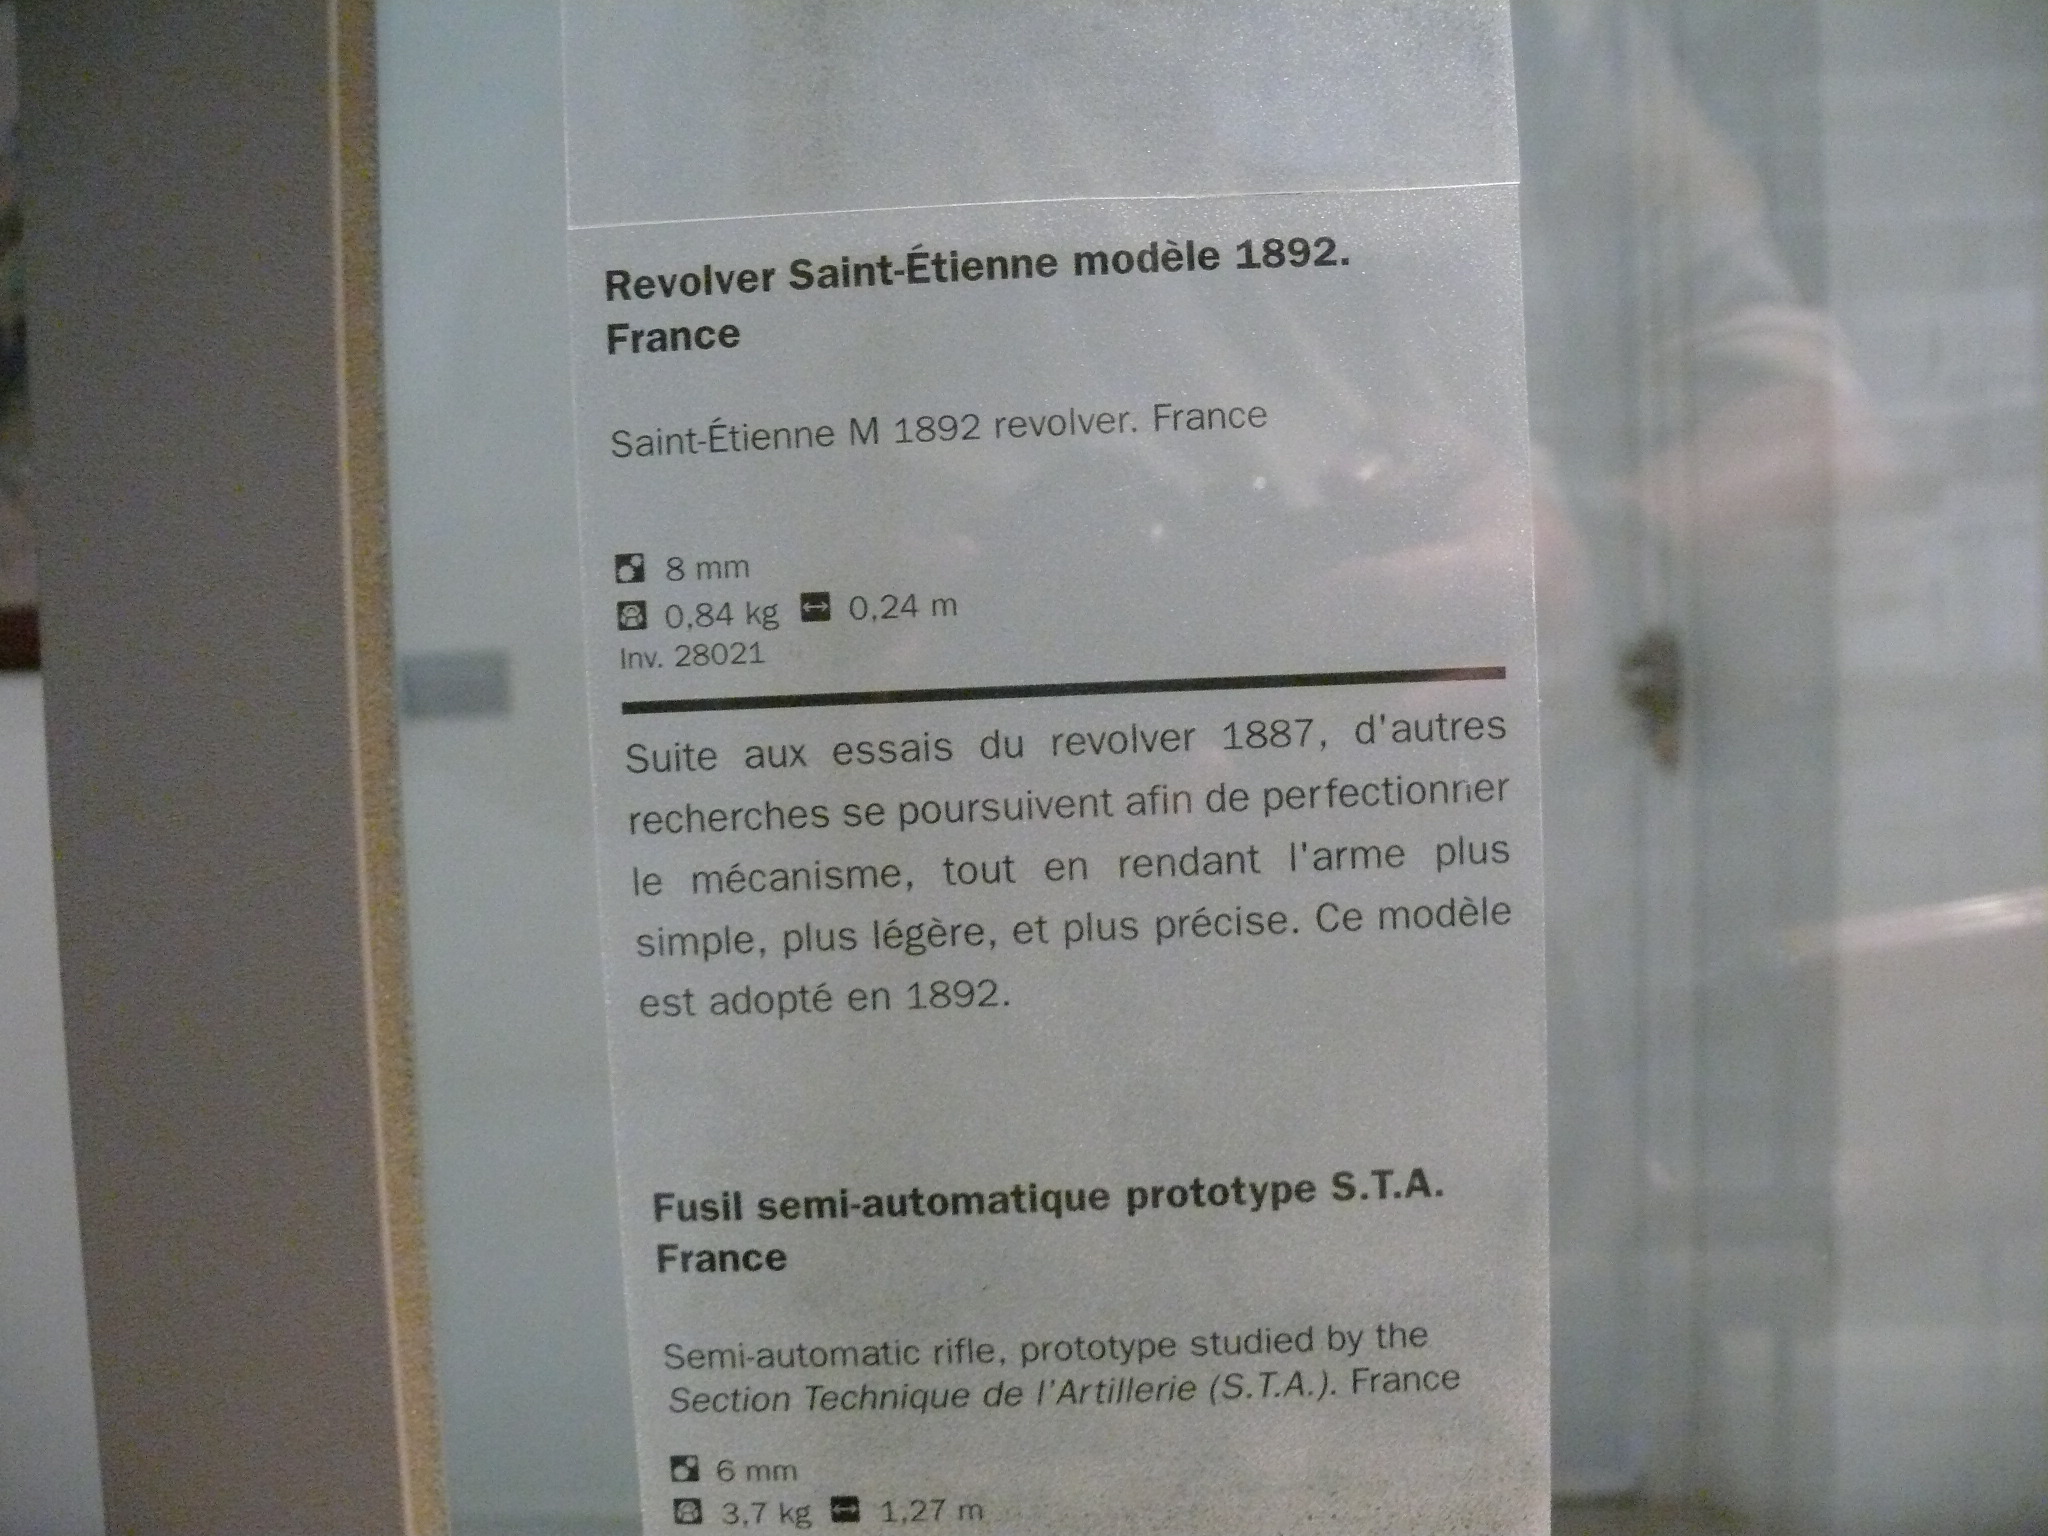 Revolver Saint-Étienne modèle 1892.
France
Saint-Étienne M 1892 revolver. France
8 mm
0,84 kg 0,24 m
Inv. 28021
Suite aux essais du revolver 1887, d'autres
recherches se poursuivent afin de perfectionner
le mécanisme, tout en rendant l'arme plus
simple, plus légère, et plus précise. Ce modèle
est adopté en 1892.
Fusil semi-automatique prototype S.T.A.
France
Semi-automatic rifle, prototype studied by the
Section Technique de l'Artillerie (S.T.A.). France
6 mm
3,7 kg 1,27 m